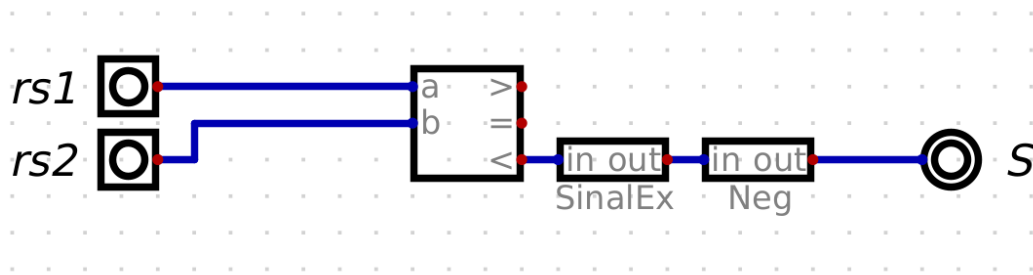 rs1
a >
b =
rs2
<
in out
in out
S
SinalEx
Neg